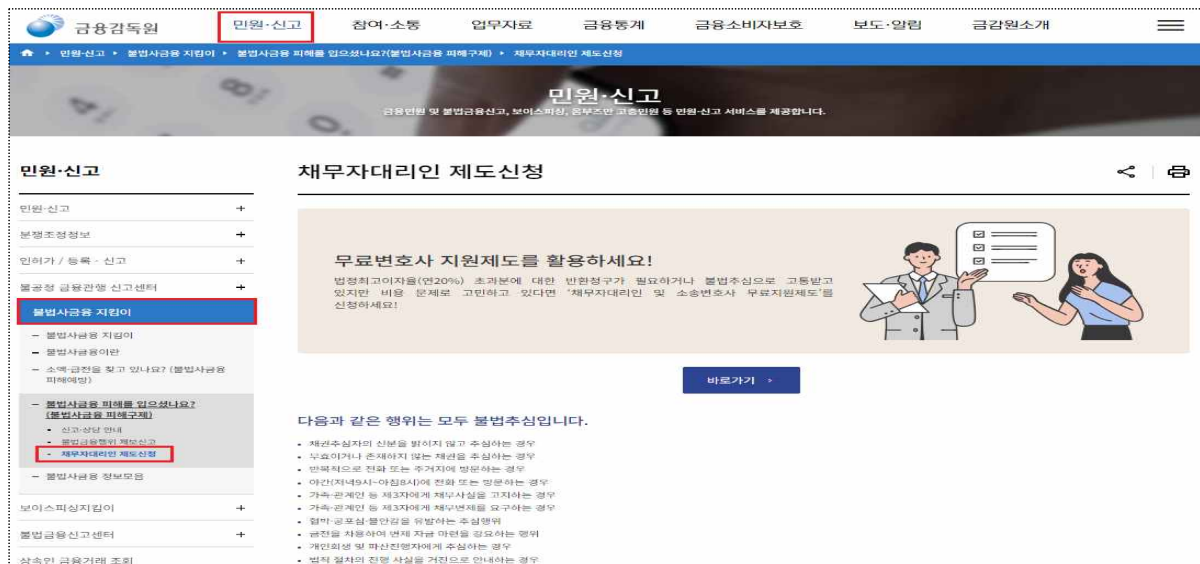 금융감독원
민원·신고 참여·소통 업무자료 금융통계 금융소비자보호 보도·알림 금감원소개
민원·신고 불법사금융 지킴이 불법사금융 피해를 입으셨나요?(불법사금융 피해구제) 채무자대리인 제도신청
민원·신고
금융민원 및 불법금융신고, 보이스피싱, 옴부즈만 고충민원 등 민원·신고 서비스를 제공합니다.
민원·신고
민원·신고 +
분쟁조정정보 +
인허가 / 등록 · 신고 +
불공정 금융관행 신고센터 +
불법사금융 지킴이
– 불법사금융 지킴이
– 불법사금융이란
– 소액·급전을 찾고 있나요? (불법사금융
피해예방)
– 불법사금융 피해를 입으셨나요?
(불법사금융 피해구제)
• 신고·상담 안내
• 불법금융행위 제보신고
• 채무자대리인 제도신청
– 불법사금융 정보모음
보이스피싱지킴이 +
불법금융신고센터 +
상속인 금융거래 조회
채무자대리인 제도신청
무료변호사 지원제도를 활용하세요!
법정최고이자율(연20%) 초과분에 대한 반환청구가 필요하거나 불법추심으로 고통받고
있지만 비용 문제로 고민하고 있다면 '채무자대리인 및 소송변호사 무료지원제도'를
신청하세요!
바로가기 >
다음과 같은 행위는 모두 불법추심입니다.
• 채권추심자의 신분을 밝히지 않고 추심하는 경우
• 무효이거나 존재하지 않는 채권을 추심하는 경우
• 반복적으로 전화 또는 주거지에 방문하는 경우
• 야간(저녁9시~아침8시)에 전화 또는 방문하는 경우
• 가족·관계인 등 제3자에게 채무사실을 고지하는 경우
• 가족·관계인 등 제3자에게 채무변제를 요구하는 경우
• 협박·공포심·불안감을 유발하는 추심행위
• 금전을 차용하여 변제 자금 마련을 강요하는 행위
• 개인회생 및 파산진행자에게 추심하는 경우
• 법적 절차의 진행 사실을 거짓으로 안내하는 경우